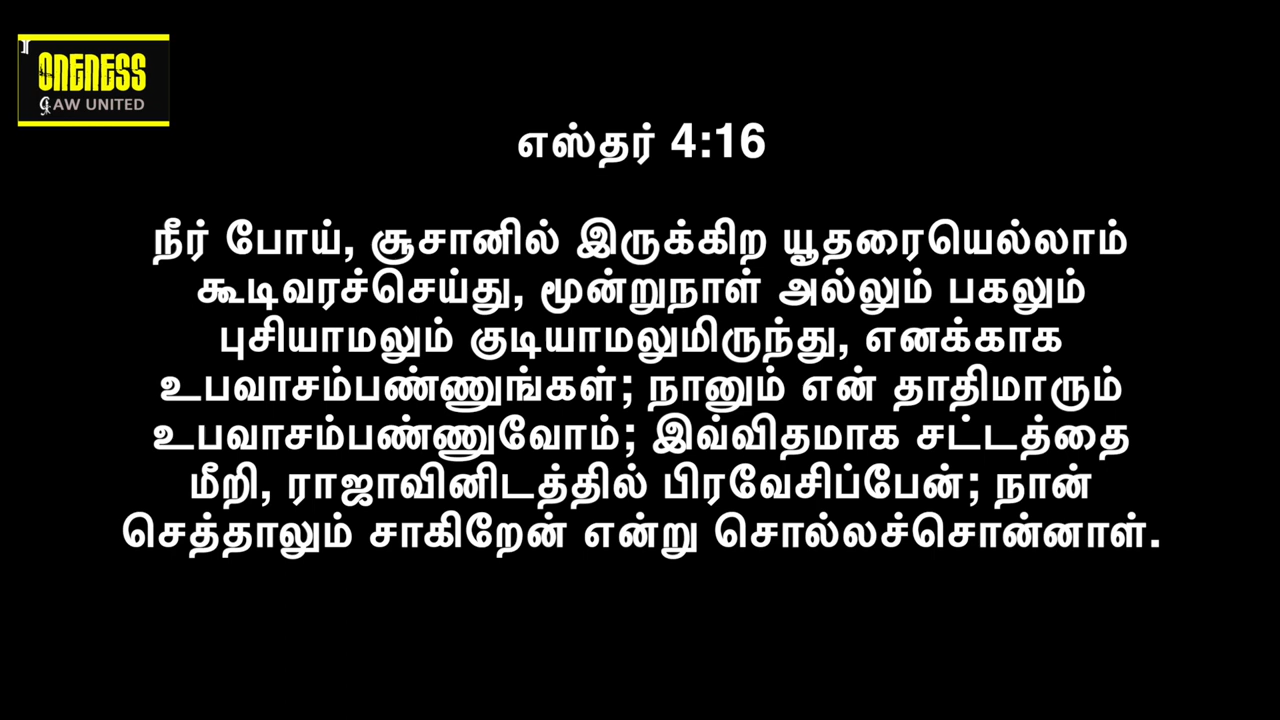 ONENESS
GAW UNITED
எஸ்தர் 4:16
நீர் போய், சூசானில் இருக்கிற யூதரையெல்லாம்
கூடிவரச்செய்து, மூன்றுநாள் அல்லும் பகலும்
புசியாமலும் குடியாமலுமிருந்து, எனக்காக
உபவாசம்பண்ணுங்கள்; நானும் என் தாதிமாரும்
உபவாசம்பண்ணுவோம்; இவ்விதமாக சட்டத்தை
மீறி, ராஜாவினிடத்தில் பிரவேசிப்பேன்; நான்
செத்தாலும் சாகிறேன் என்று சொல்லச்சொன்னாள்.